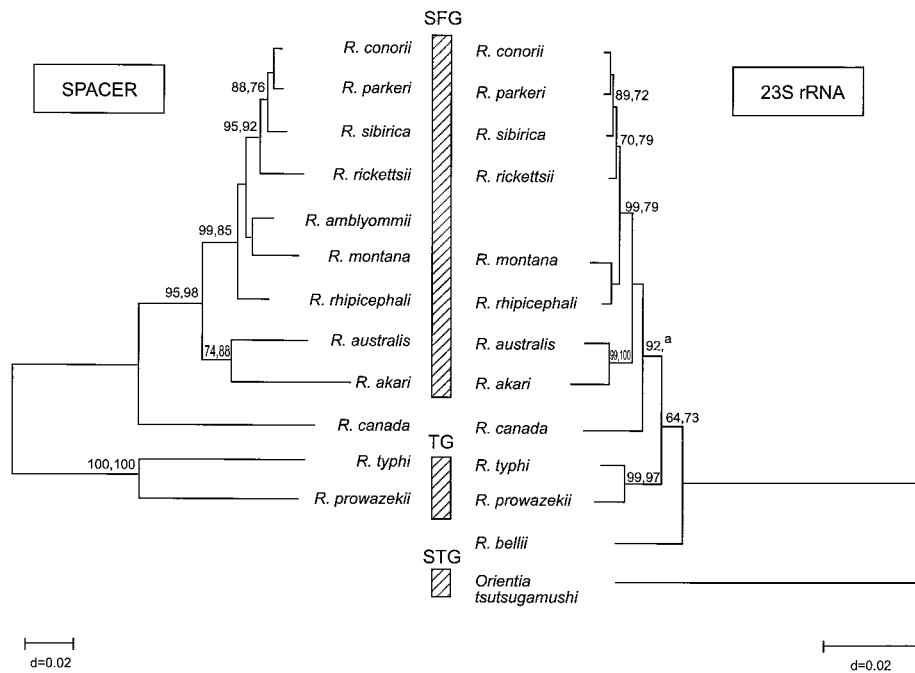 SFG
SPACER
R. conorii
R. parkeri
88,76
R. sibirica
95,92
R. rickettsii
R. amblyommii
R. montana
99,85
R. rhipicephali
95,98
R. australis
74,88
R. akari
R. canada
R. typhi
100,100
R. prowazekii
d=0.02
TG
STG
23S rRNA
R. conorii
R. parkeri
89,72
R. sibirica
70,79
R. rickettsii
99,79
R. montana
R. rhipicephali
R. australis
99,100
92,a
R. akari
64,73
R. canada
R. typhi
99,97
R. prowazekii
R. bellii
Orientia
tsutsugamushi
d=0.02